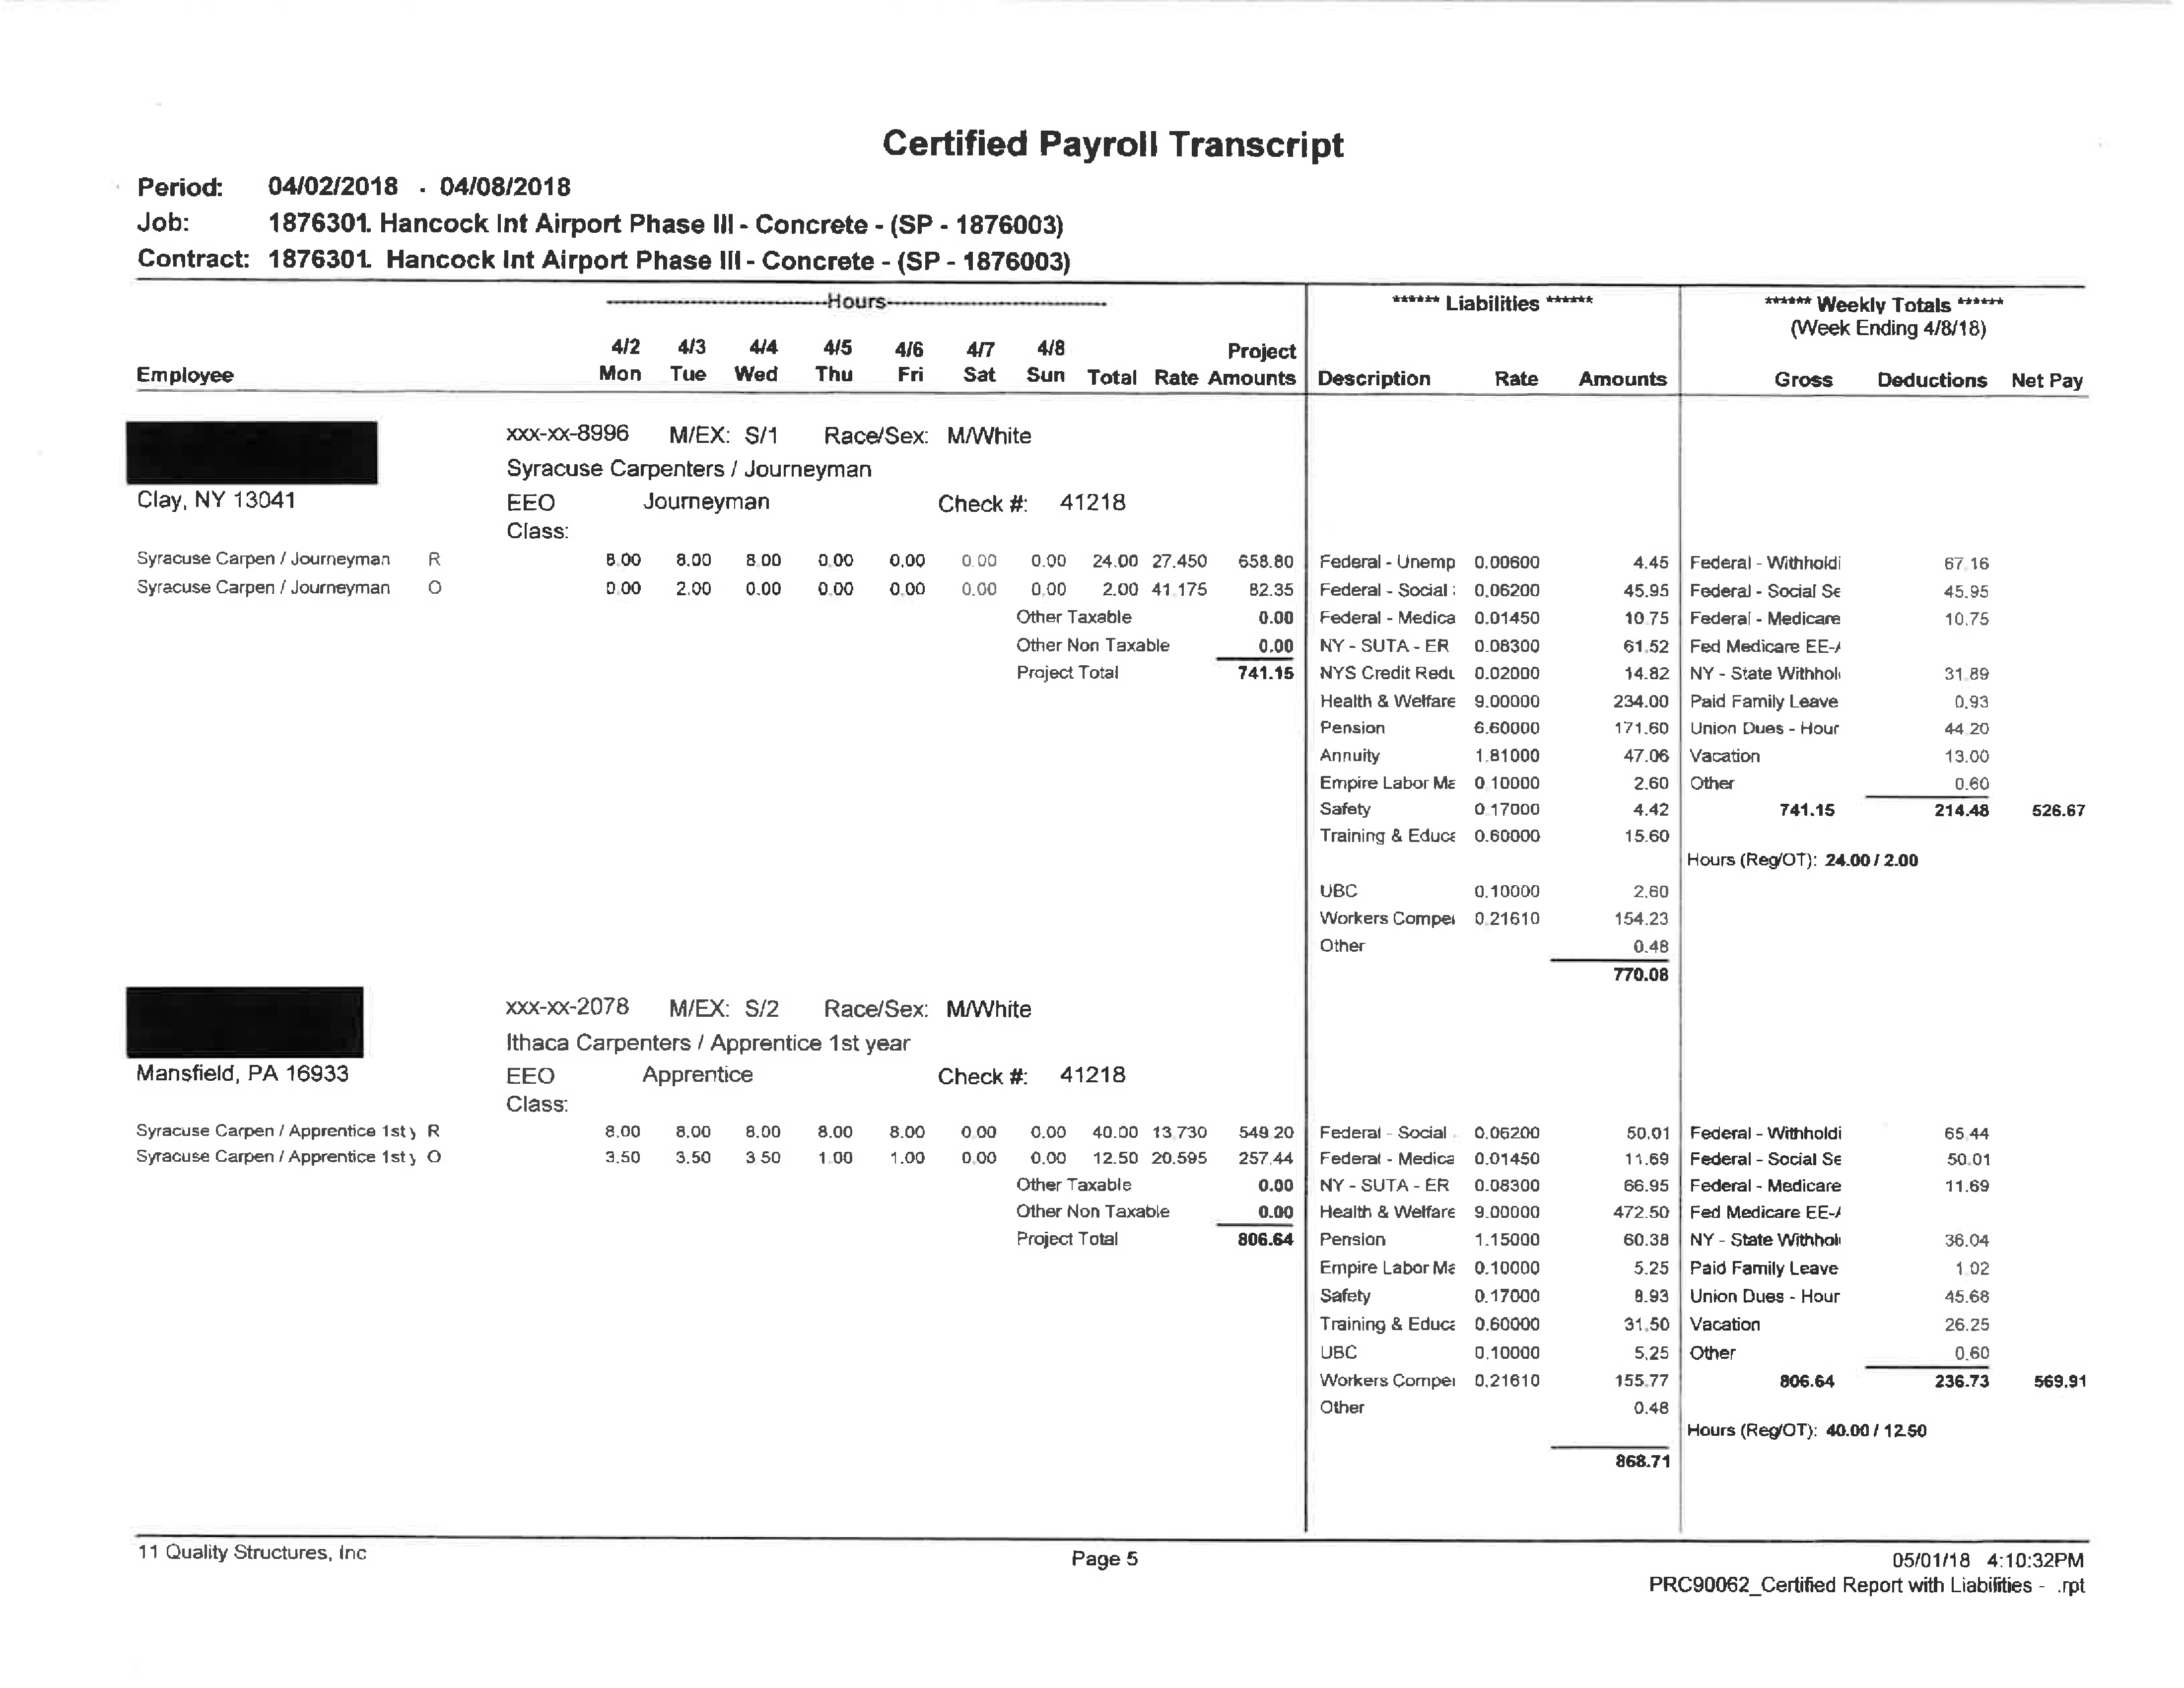 Certified Payroll Transcript
Period: 04/02/2018 - 04/08/2018
Job: 1876301. Hancock Int Airport Phase III - Concrete - (SP - 1876003)
Contract: 1876301. Hancock Int Airport Phase III - Concrete - (SP - 1876003)
Hours ****** Liabilities ****** ****** Weekly Totals ******
(Week Ending 4/8/18)
4/2 4/3 4/4 4/5 4/6 4/7 4/8 Project
Employee Mon Tue Wed Thu Fri Sat Sun Total Rate Amounts Description Rate Amounts Gross Deductions Net Pay
xxx-xx-8996 M/EX: S/1 Race/Sex: M/White
Syracuse Carpenters / Journeyman
Clay, NY 13041 EEO Journeyman Check #: 41218
Class:
Syracuse Carpen / Journeyman R 8.00 8.00 8.00 0.00 0.00 0.00 0.00 24.00 27.450 658.80 Federal - Unemp 0.00600 4.45 Federal - Withholdi 67.16
Syracuse Carpen / Journeyman O 0.00 2.00 0.00 0.00 0.00 0.00 0.00 2.00 41.175 82.35 Federal - Social 0.06200 45.95 Federal - Social Se 45.95
Other Taxable 0.00 Federal - Medica 0.01450 10.75 Federal - Medicare 10.75
Other Non Taxable 0.00 NY - SUTA - ER 0.08300 61.52 Fed Medicare EE-A
Project Total 741.15 NYS Credit Redu 0.02000 14.82 NY - State Withhol 31.89
Health & Welfare 9.00000 234.00 Paid Family Leave 0.93
Pension 6.60000 171.60 Union Dues - Hour 44.20
Annuity 1.81000 47.06 Vacation 13.00
Empire Labor Ma 0.10000 2.60 Other 0.60
Safety 0.17000 4.42 741.15 214.48 526.67
Training & Educa 0.60000 15.60
Hours (Reg/OT): 24.00 / 2.00
UBC 0.10000 2.60
Workers Compe 0.21610 154.23
Other 0.48
770.08
xxx-xx-2078 M/EX: S/2 Race/Sex: M/White
Ithaca Carpenters / Apprentice 1st year
Mansfield, PA 16933 EEO Apprentice Check #: 41218
Class:
Syracuse Carpen / Apprentice 1st y R 8.00 8.00 8.00 8.00 8.00 0.00 0.00 40.00 13.730 549.20 Federal - Social 0.06200 50.01 Federal - Withholdi 65.44
Syracuse Carpen / Apprentice 1st y O 3.50 3.50 3.50 1.00 1.00 0.00 0.00 12.50 20.595 257.44 Federal - Medica 0.01450 11.69 Federal - Social Se 50.01
Other Taxable 0.00 NY - SUTA - ER 0.08300 66.95 Federal - Medicare 11.69
Other Non Taxable 0.00 Health & Welfare 9.00000 472.50 Fed Medicare EE-A
Project Total 806.64 Pension 1.15000 60.38 NY - State Withhol 36.04
Empire Labor Ma 0.10000 5.25 Paid Family Leave 1.02
Safety 0.17000 8.93 Union Dues - Hour 45.68
Training & Educa 0.60000 31.50 Vacation 26.25
UBC 0.10000 5.25 Other 0.60
Workers Compe 0.21610 155.77 806.64 236.73 569.91
Other 0.48
Hours (Reg/OT): 40.00 / 12.50
868.71
11 Quality Structures, Inc Page 5 05/01/18 4:10:32PM
PRC90062_Certified Report with Liabilities - .rpt